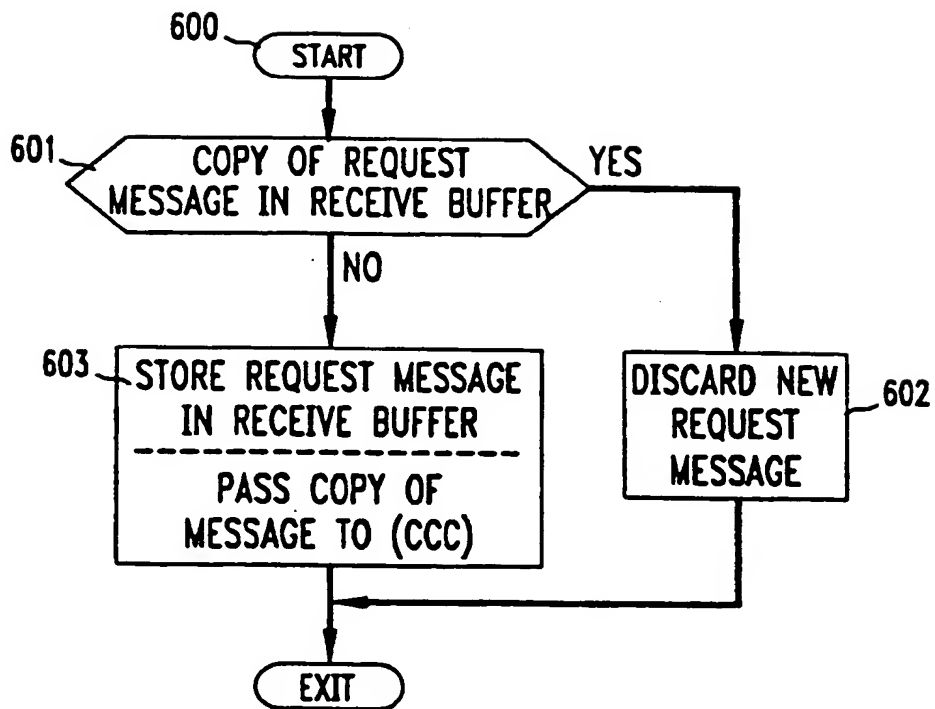 600
START
601
COPY OF REQUEST
MESSAGE IN RECEIVE BUFFER
YES
NO
603
STORE REQUEST MESSAGE
IN RECEIVE BUFFER
PASS COPY OF
MESSAGE TO (CCC)
DISCARD NEW
REQUEST
MESSAGE
602
EXIT